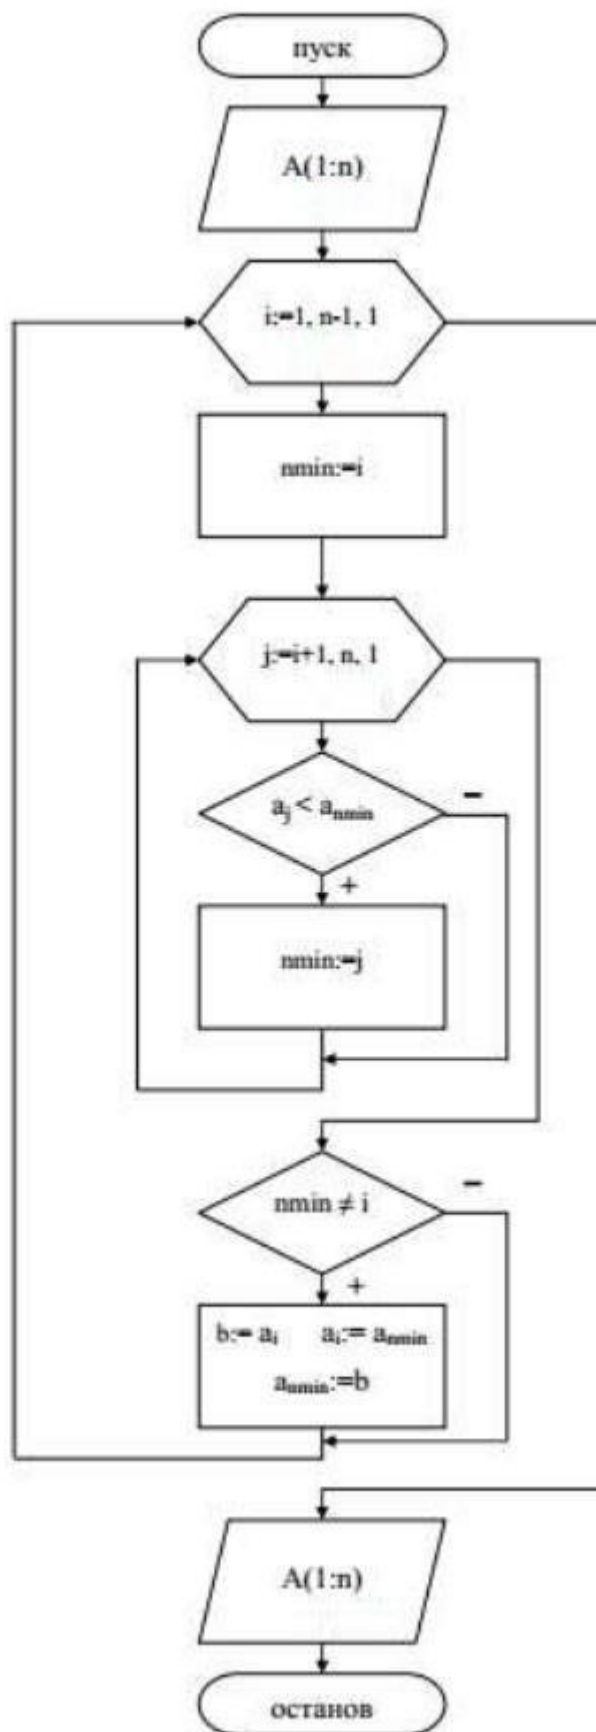 пуск
A(1:n)
i:=1, n-1, 1
nmin:=i
j:=i+1, n, 1
aj < anmin
−
+
nmin:=j
nmin ≠ i
−
+
b:= ai ai:= anmin
anmin:=b
A(1:n)
останов